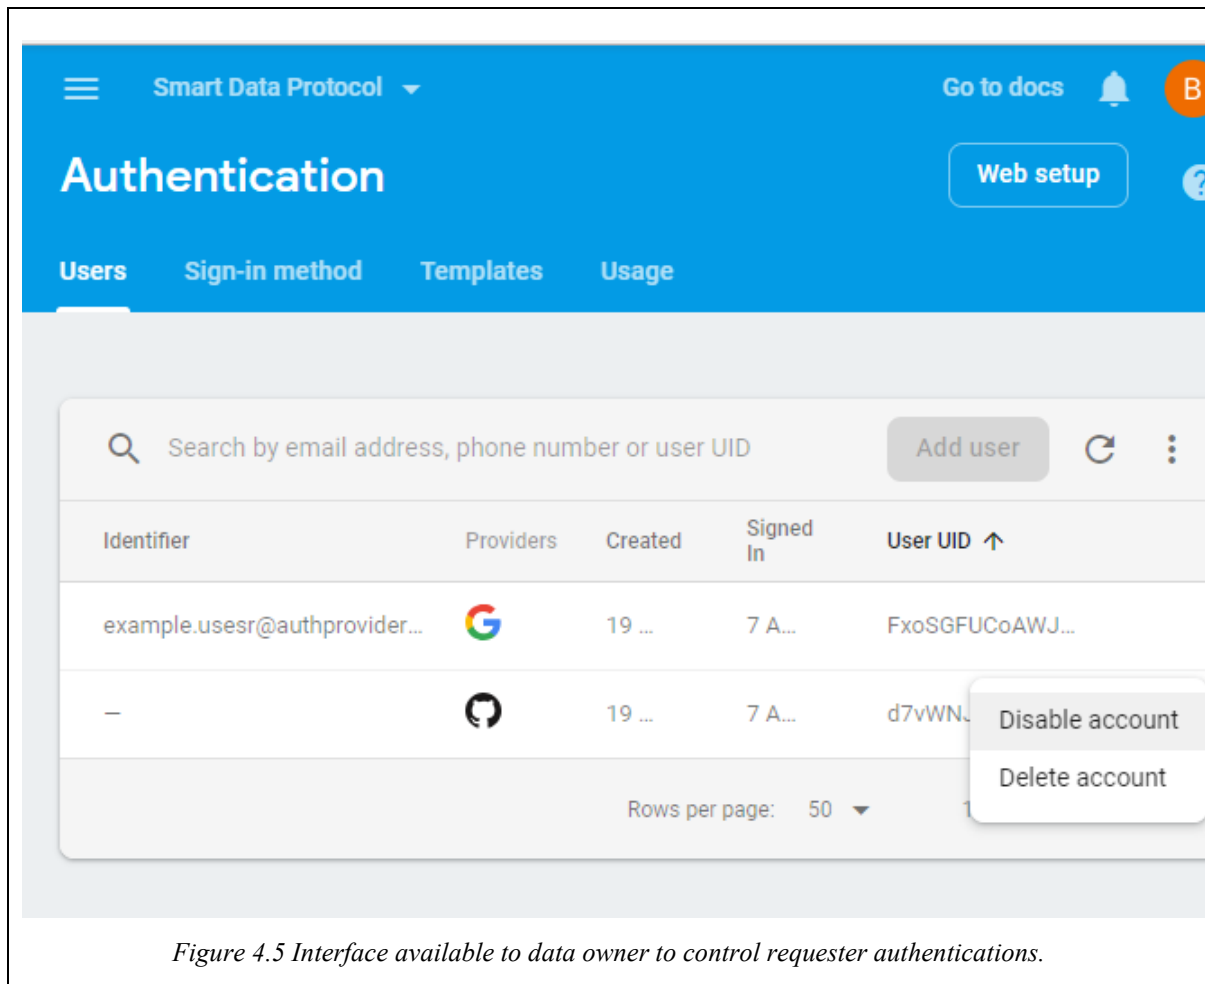 Smart Data Protocol Go to docs B
Authentication Web setup ?
Users Sign-in method Templates Usage
Search by email address, phone number or user UID Add user
Identifier Providers Created Signed In User UID ↑
example.usesr@authprovider... 19 ... 7 A... FxoSGFUCoAWJ...
– 19 ... 7 A... d7vWN
Disable account
Delete account
Rows per page: 50 1
Figure 4.5 Interface available to data owner to control requester authentications.